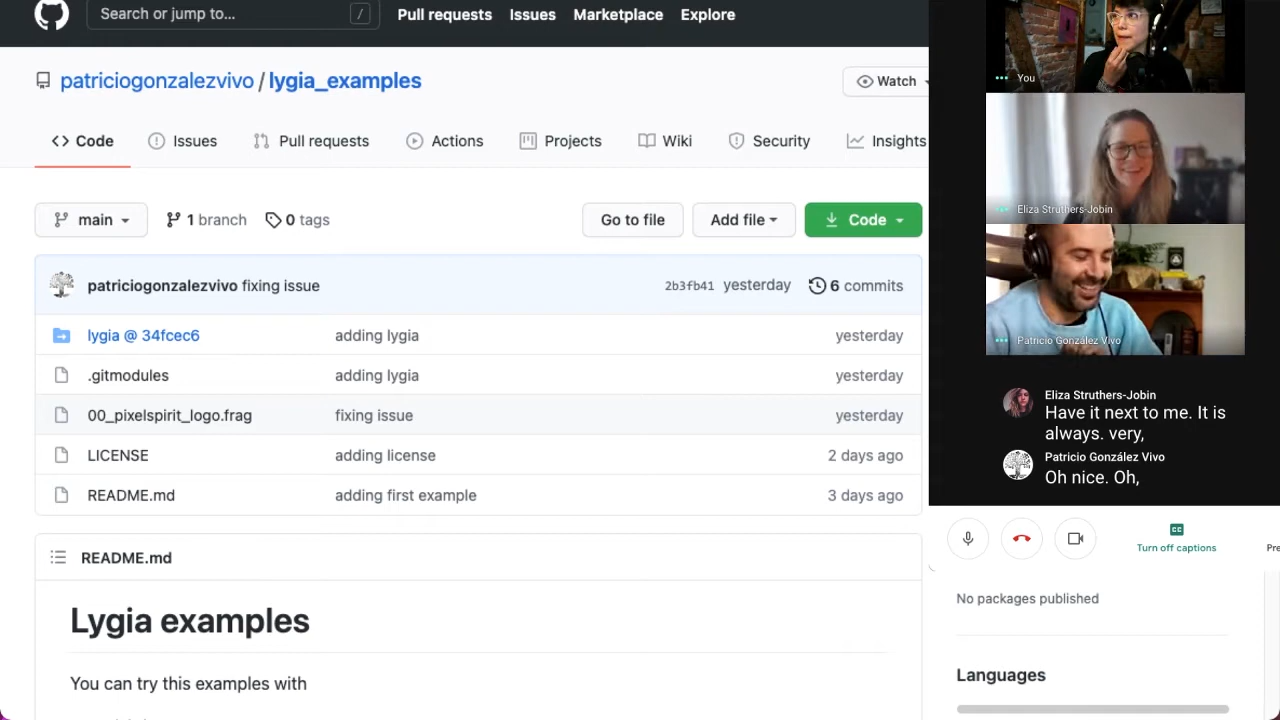 Search or jump to...
/
Pull requests
Issues
Marketplace
Explore
patriciogonzalezvivo / lygia_examples
Watch
Code
Issues
Pull requests
Actions
Projects
Wiki
Security
Insights
main
1 branch
0 tags
Go to file
Add file
Code
patriciogonzalezvivo fixing issue
2b3fb41 yesterday
6 commits
lygia @ 34fcec6
adding lygia
yesterday
.gitmodules
adding lygia
yesterday
00_pixelspirit_logo.frag
fixing issue
yesterday
LICENSE
adding license
2 days ago
README.md
adding first example
3 days ago
README.md
Lygia examples
You can try this examples with
You
Eliza Struthers-Jobin
Patricio González Vivo
Eliza Struthers-Jobin
Have it next to me. It is
always. very,
Patricio González Vivo
Oh nice. Oh,
CC
Turn off captions
Pre
No packages published
Languages